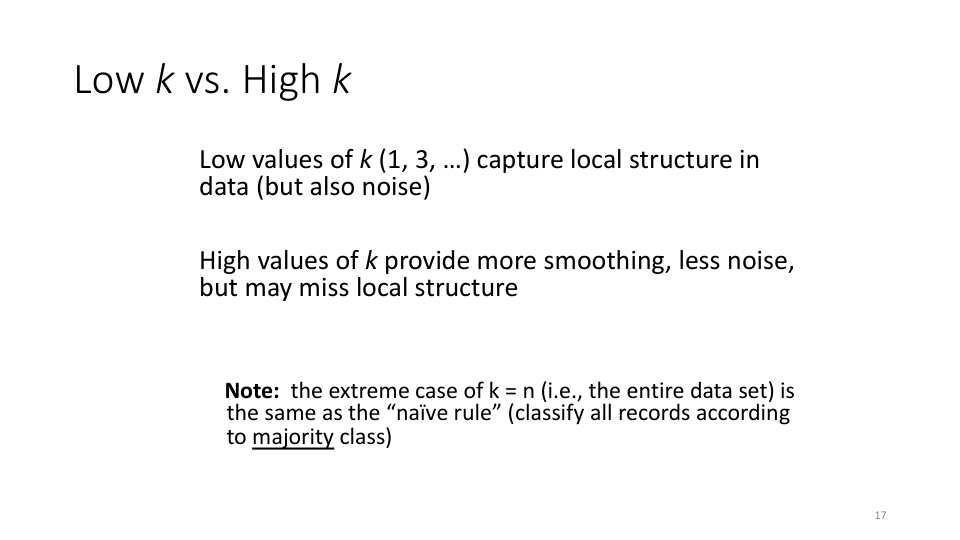 Low k vs. High k
Low values of k (1, 3, …) capture local structure in
data (but also noise)
High values of k provide more smoothing, less noise,
but may miss local structure
Note:  the extreme case of k = n (i.e., the entire data set) is
the same as the “naïve rule” (classify all records according
to majority class)
17